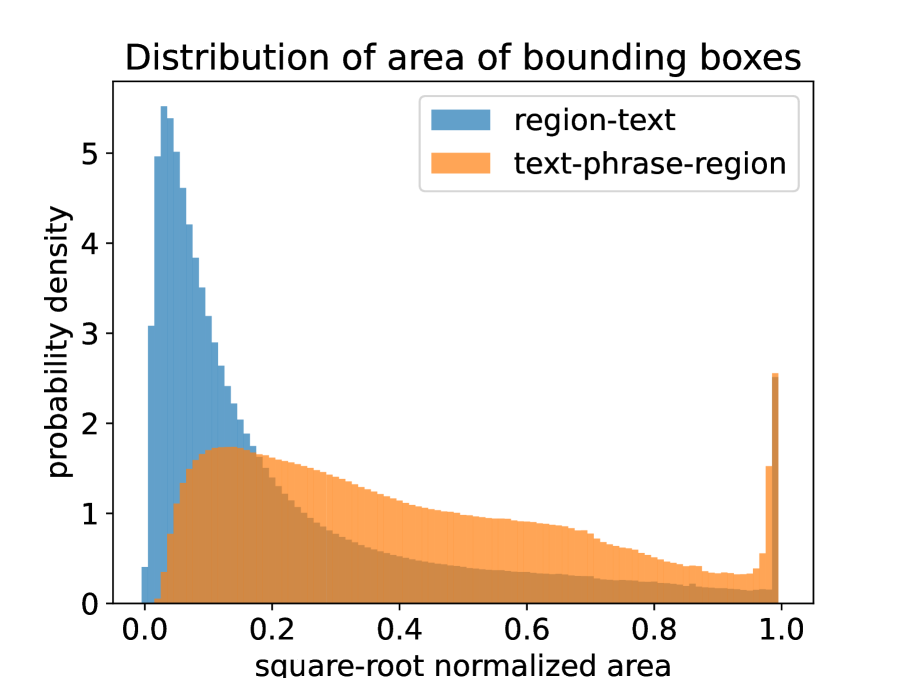 Distribution of area of bounding boxes
region-text
text-phrase-region
probability density
5
4
3
2
1
0
0.0 0.2 0.4 0.6 0.8 1.0
square-root normalized area